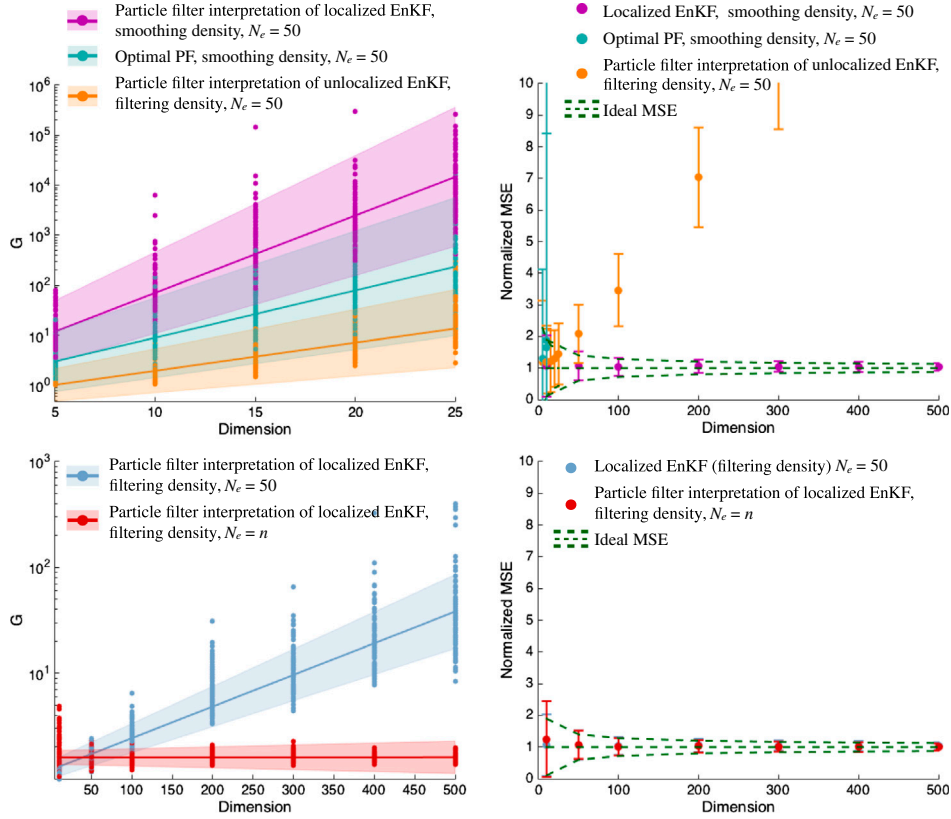 Particle filter interpretation of localized EnKF,
smoothing density, Nₑ = 50
Optimal PF, smoothing density, Nₑ = 50
Particle filter interpretation of unlocalized EnKF,
filtering density, Nₑ = 50
10⁶
10⁵
10⁴
10³
10²
10¹
10⁰
G
5
10
15
20
25
Dimension
Localized EnKF, smoothing density, Nₑ = 50
Optimal PF, smoothing density, Nₑ = 50
Particle filter interpretation of unlocalized EnKF,
filtering density, Nₑ = 50
Ideal MSE
10
9
8
7
6
5
4
3
2
1
0
Normalized MSE
0
100
200
300
400
500
Dimension
Particle filter interpretation of localized EnKF,
filtering density, Nₑ = 50
Particle filter interpretation of localized EnKF,
filtering density, Nₑ = n
10³
10²
10¹
G
50
100
150
200
250
300
350
400
450
500
Dimension
Localized EnKF (filtering density) Nₑ = 50
Particle filter interpretation of localized EnKF,
filtering density, Nₑ = n
Ideal MSE
10
9
8
7
6
5
4
3
2
1
0
Normalized MSE
0
100
200
300
400
500
Dimension